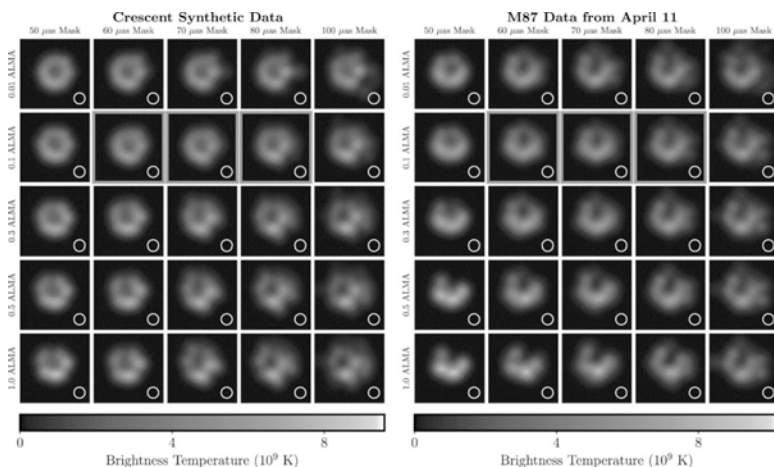 Crescent Synthetic Data
50 μas Mask 60 μas Mask 70 μas Mask 80 μas Mask 100 μas Mask
0.01 ALMA
0.1 ALMA
0.3 ALMA
0.5 ALMA
1.0 ALMA
0 4 8
Brightness Temperature (10⁹ K)
M87 Data from April 11
50 μas Mask 60 μas Mask 70 μas Mask 80 μas Mask 100 μas Mask
0.01 ALMA
0.1 ALMA
0.3 ALMA
0.5 ALMA
1.0 ALMA
0 4 8
Brightness Temperature (10⁹ K)